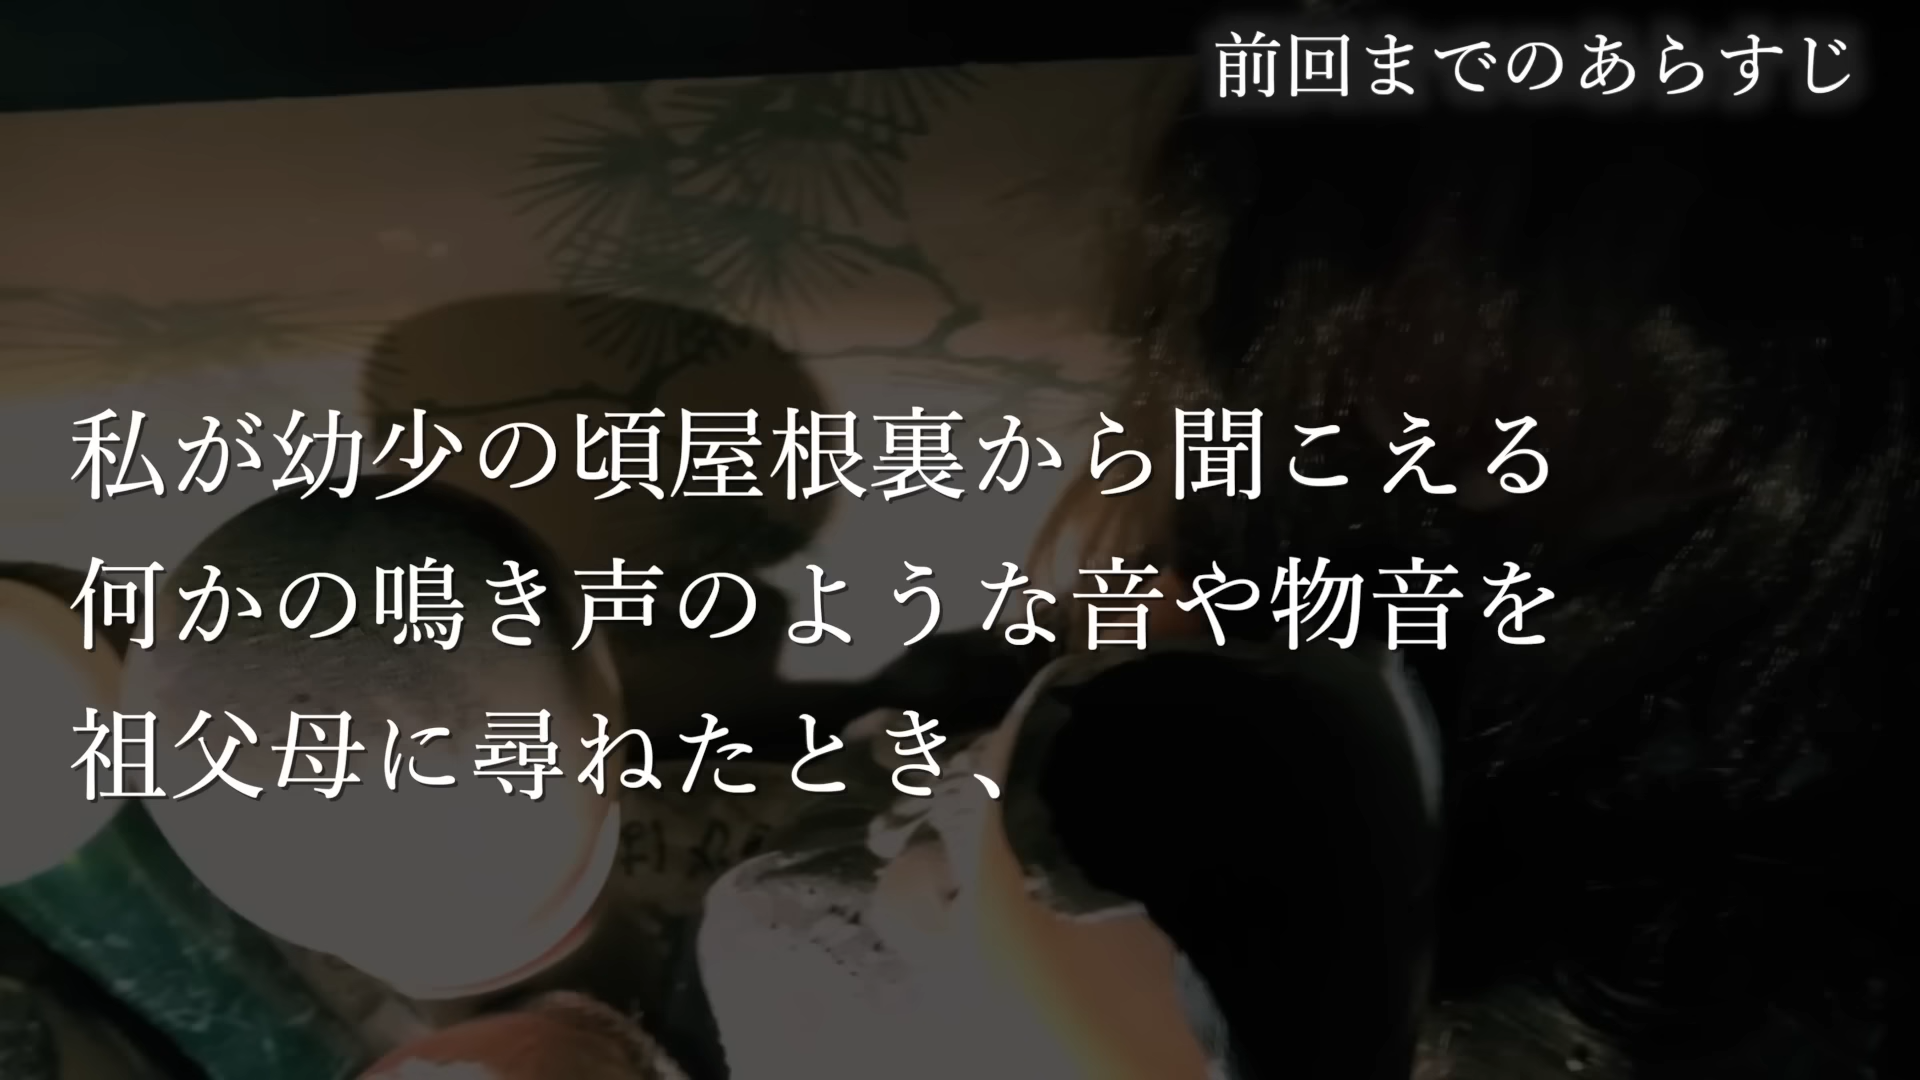 前回までのあらすじ
私が幼少の頃屋根裏から聞こえる
何かの鳴き声のような音や物音を
祖父母に尋ねたとき、